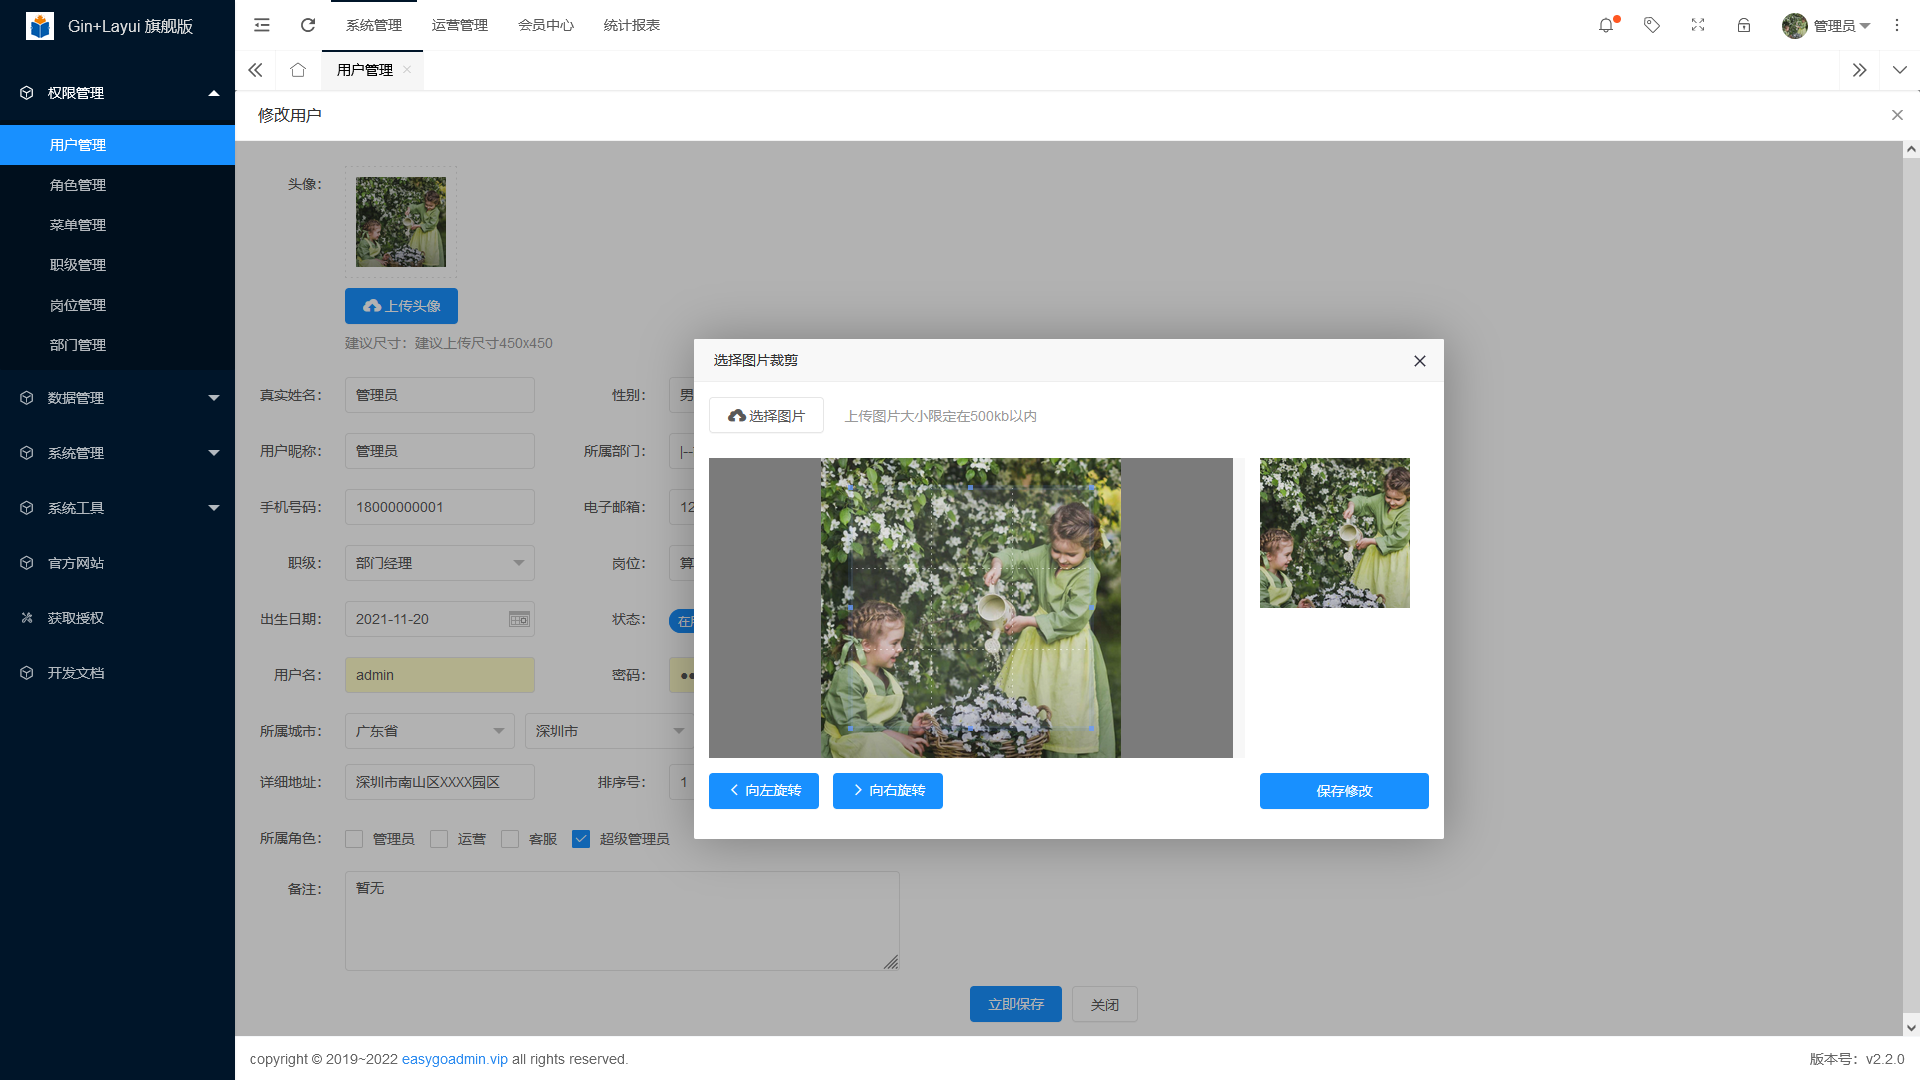 Gin+Layui 旗舰版
系统管理 运营管理 会员中心 统计报表
管理员
用户管理
权限管理
用户管理
角色管理
菜单管理
职级管理
岗位管理
部门管理
数据管理
系统管理
系统工具
官方网站
获取授权
开发文档
修改用户
头像：
上传头像
建议尺寸：建议上传尺寸450x450
真实姓名： 管理员 性别： 男
用户昵称： 管理员 所属部门： |--
手机号码： 18000000001 电子邮箱： 12
职级： 部门经理 岗位： 算
出生日期： 2021-11-20 状态： 在
用户名： admin 密码：
所属城市： 广东省 深圳市
详细地址： 深圳市南山区XXXX园区 排序号： 1
所属角色： 管理员 运营 客服 超级管理员
备注： 暂无
立即保存 关闭
选择图片裁剪
选择图片 上传图片大小限定在500kb以内
向左旋转 向右旋转 保存修改
copyright © 2019~2022 easygoadmin.vip all rights reserved.
版本号：v2.2.0